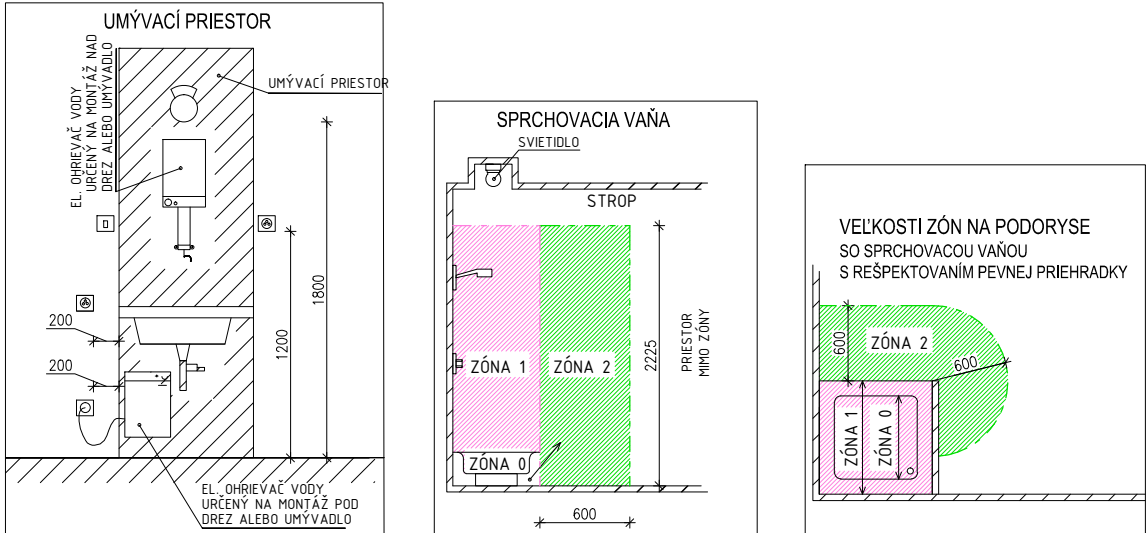 UMÝVACÍ PRIESTOR
EL. OHRIEVAČ VODY
URČENÝ NA MONTÁŽ NAD
DREZ ALEBO UMÝVADLO
UMÝVACÍ PRIESTOR
1800
1200
200
200
EL. OHRIEVAČ VODY
URČENÝ NA MONTÁŽ POD
DREZ ALEBO UMÝVADLO
SPRCHOVACIA VAŇA
SVIETIDLO
STROP
ZÓNA 1
ZÓNA 2
ZÓNA 0
2225
PRIESTOR
MIMO ZÓNY
600
VEĽKOSTI ZÓN NA PODORYSE
SO SPRCHOVACOU VAŇOU
S REŠPEKTOVANÍM PEVNEJ PRIEHRADKY
600
ZÓNA 2
600
ZÓNA 1
ZÓNA 0